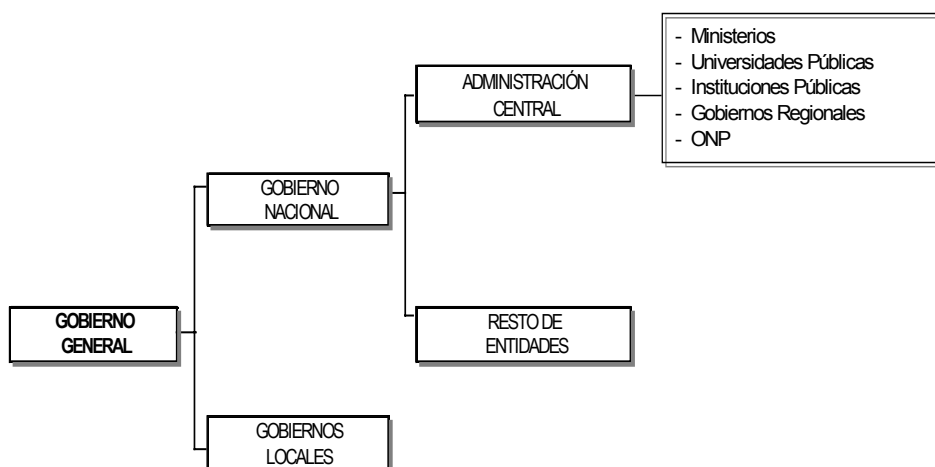 - Ministerios
- Universidades Públicas
- Instituciones Públicas
- Gobiernos Regionales
- ONP
ADMINISTRACIÓN
CENTRAL
GOBIERNO
NACIONAL
GOBIERNO
GENERAL
RESTO DE
ENTIDADES
GOBIERNOS
LOCALES